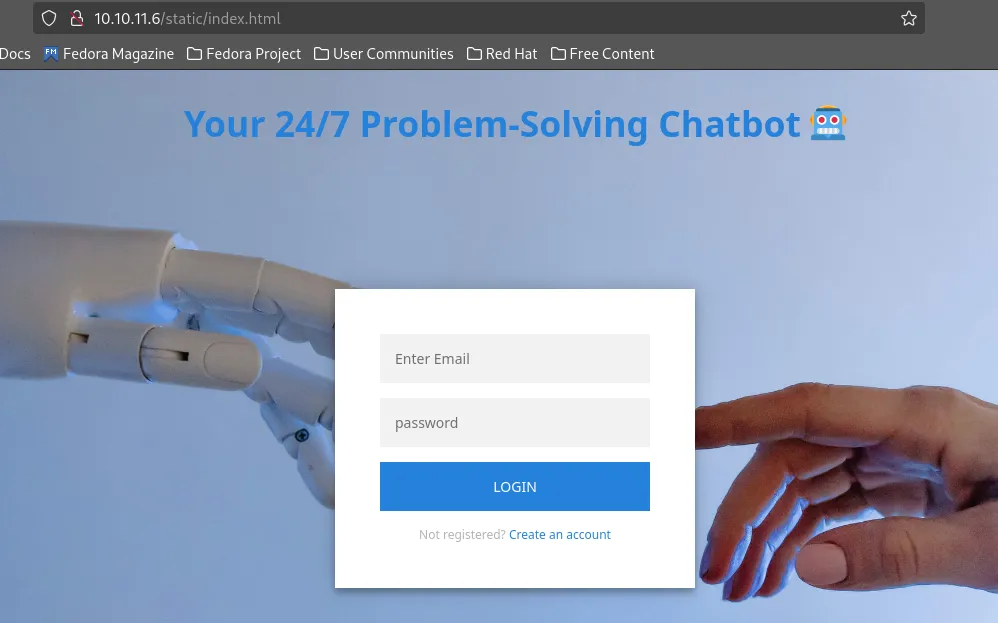 10.10.11.6/static/index.html
Docs FM Fedora Magazine Fedora Project User Communities Red Hat Free Content
Your 24/7 Problem-Solving Chatbot 🤖
Enter Email
password
LOGIN
Not registered? Create an account